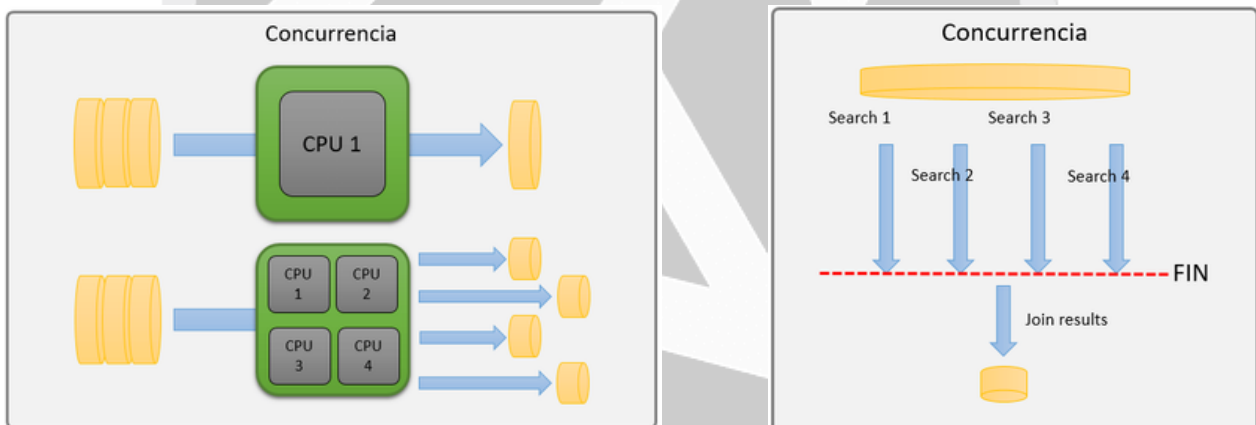 Concurrencia
CPU 1
CPU
1
CPU
2
CPU
3
CPU
4
Concurrencia
Search 1
Search 3
Search 2
Search 4
FIN
Join results